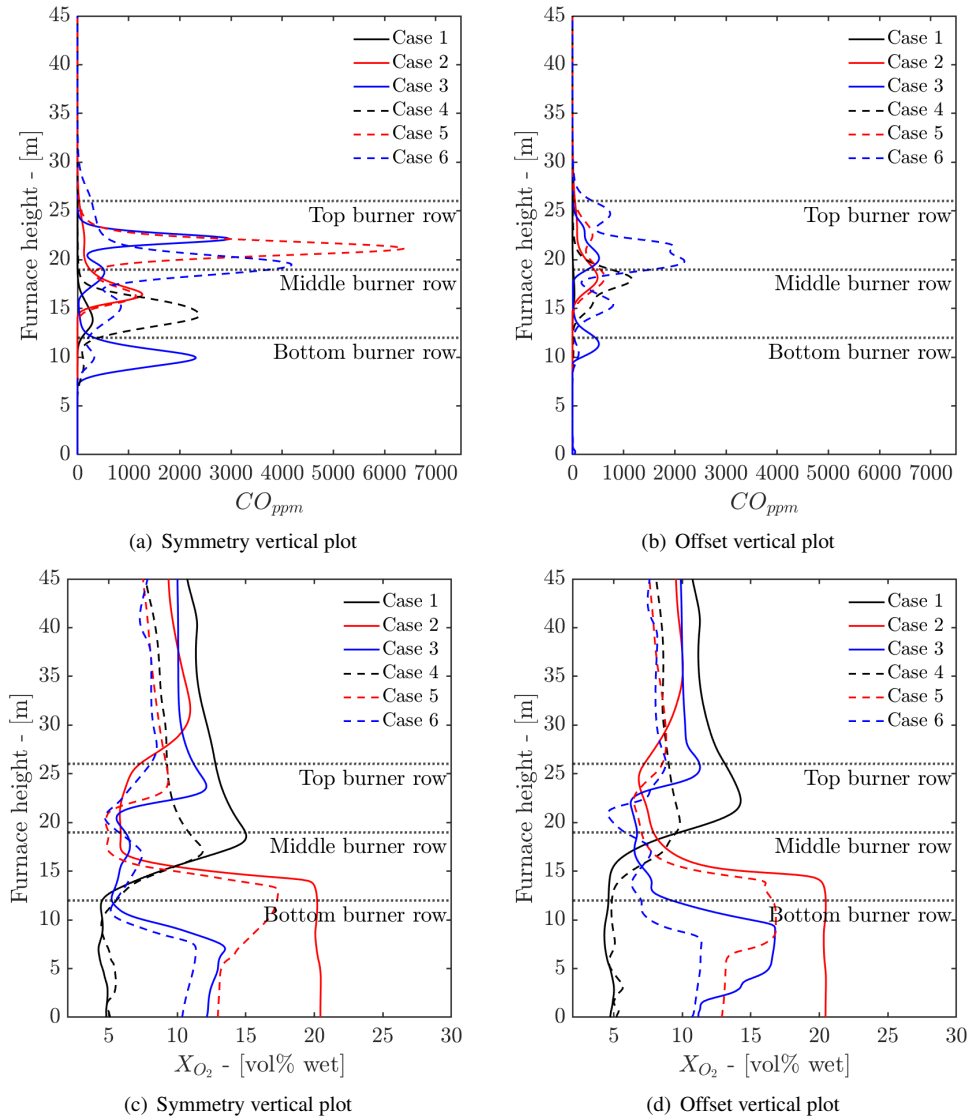 45
40
35
30
25
20
15
10
5
0
Furnace height - [m]
Case 1
Case 2
Case 3
Case 4
Case 5
Case 6
Top burner row
Middle burner row
Bottom burner row
0 1000 2000 3000 4000 5000 6000 7000
CO_ppm
(a) Symmetry vertical plot
45
40
35
30
25
20
15
10
5
0
Furnace height - [m]
Case 1
Case 2
Case 3
Case 4
Case 5
Case 6
Top burner row
Middle burner row
Bottom burner row
0 1000 2000 3000 4000 5000 6000 7000
CO_ppm
(b) Offset vertical plot
45
40
35
30
25
20
15
10
5
0
Furnace height - [m]
Case 1
Case 2
Case 3
Case 4
Case 5
Case 6
Top burner row
Middle burner row
Bottom burner row
5 10 15 20 25 30
X_O2 - [vol% wet]
(c) Symmetry vertical plot
45
40
35
30
25
20
15
10
5
0
Furnace height - [m]
Case 1
Case 2
Case 3
Case 4
Case 5
Case 6
Top burner row
Middle burner row
Bottom burner row
5 10 15 20 25 30
X_O2 - [vol% wet]
(d) Offset vertical plot